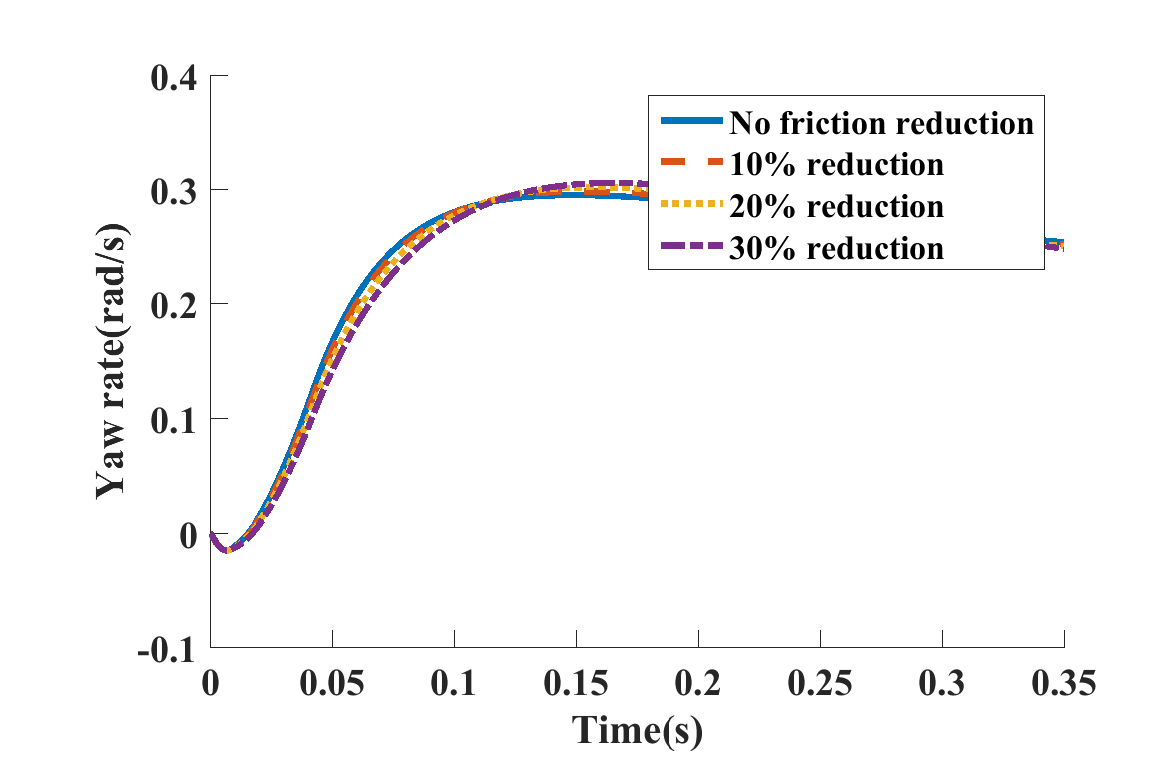 0.4
0.3
0.2
0.1
0
-0.1
Yaw rate(rad/s)
No friction reduction
10% reduction
20% reduction
30% reduction
0 0.05 0.1 0.15 0.2 0.25 0.3 0.35
Time(s)